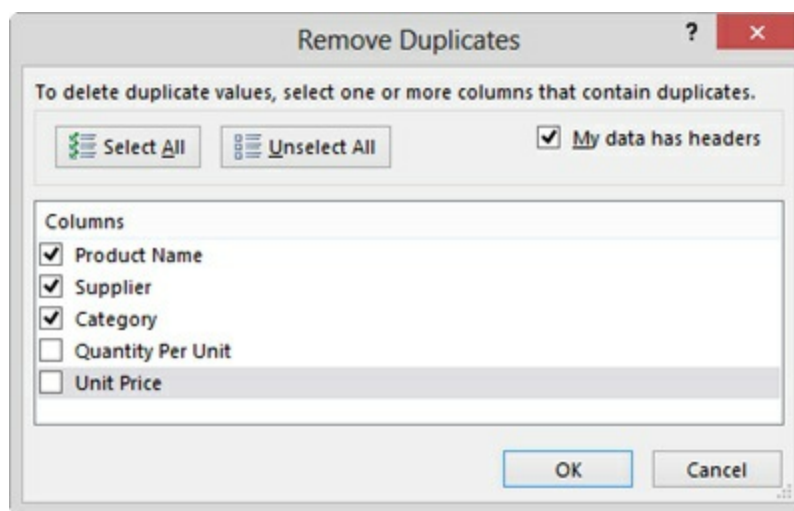 Remove Duplicates
?
To delete duplicate values, select one or more columns that contain duplicates.
Select All
Unselect All
My data has headers
Columns
Product Name
Supplier
Category
Quantity Per Unit
Unit Price
OK
Cancel